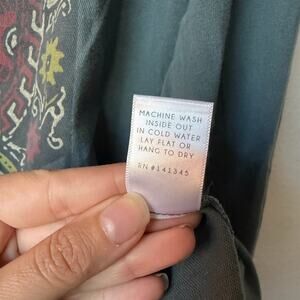 MACHINE WASH
INSIDE OUT
IN COLD WATER
LAY FLAT OR
HANG TO DRY
RN #141345